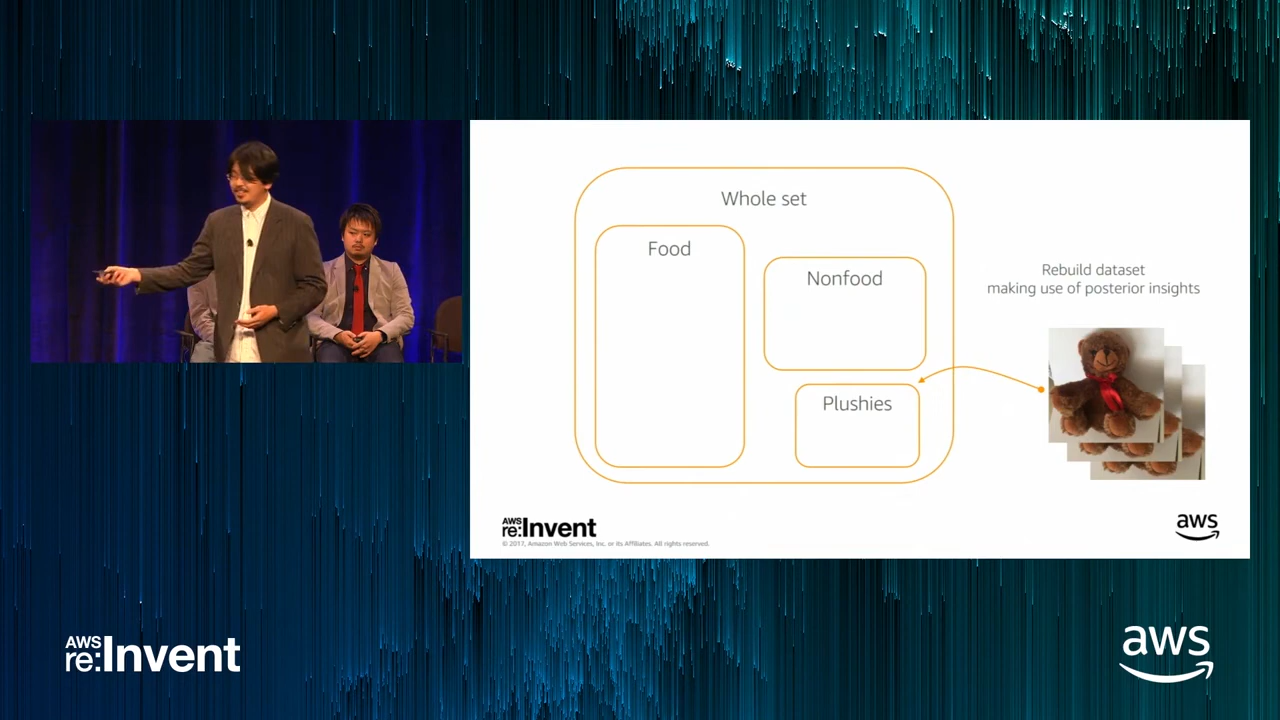 Whole set
Food
Nonfood
Plushies
Rebuild dataset
making use of posterior insights
AWS
re:Invent
© 2017, Amazon Web Services, Inc. or its Affiliates. All rights reserved.
aws
AWS
re:Invent
aws